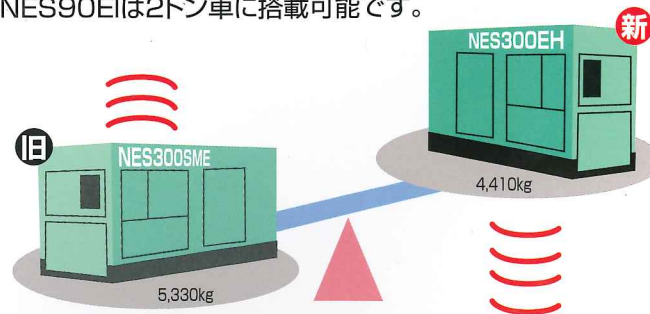 NES90EIは2トン車に搭載可能です。
新
NES300EH
4,410kg
旧
NES300SME
5,330kg